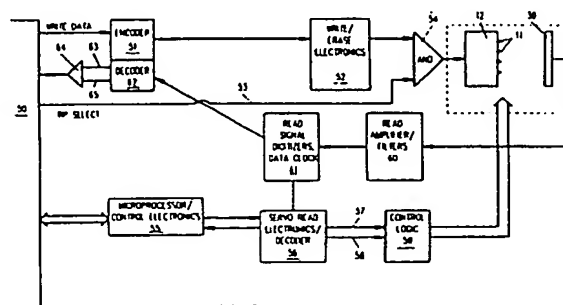 WRITE DATA
64
63
65
ENCODER
51
DECODER
62
WRITE/
ERASE ELECTRONICS
52
54
AND
12
11
30
50
53
SELECT
READ
SIGNAL
DIGITIZERS,
DATA CLOCK
61
READ
AMPLIFIER/
FILTERS
60
MICROPROCESSOR/
CONTROL ELECTRONICS
55
SERVO READ
ELECTRONICS/
DECODER
56
57
58
CONTROL
LOGIC